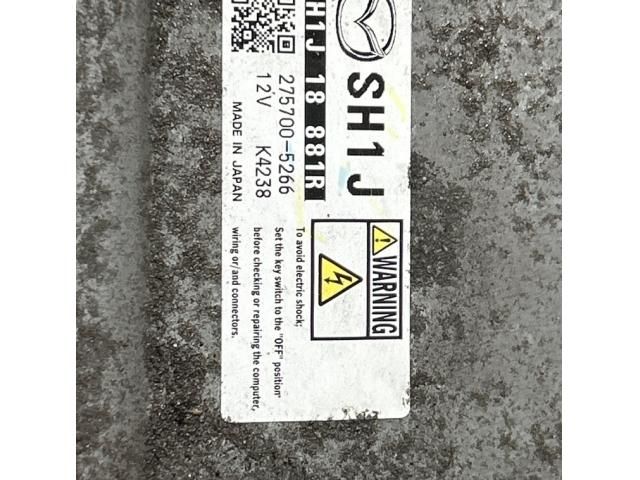 SH1J
H1J 18 881R
275700-5266
12V K4238
MADE IN JAPAN
WARNING
To avoid electric shock;
Set the key switch to the "OFF" position
before checking or repairing the computer,
wiring or/and connectors.